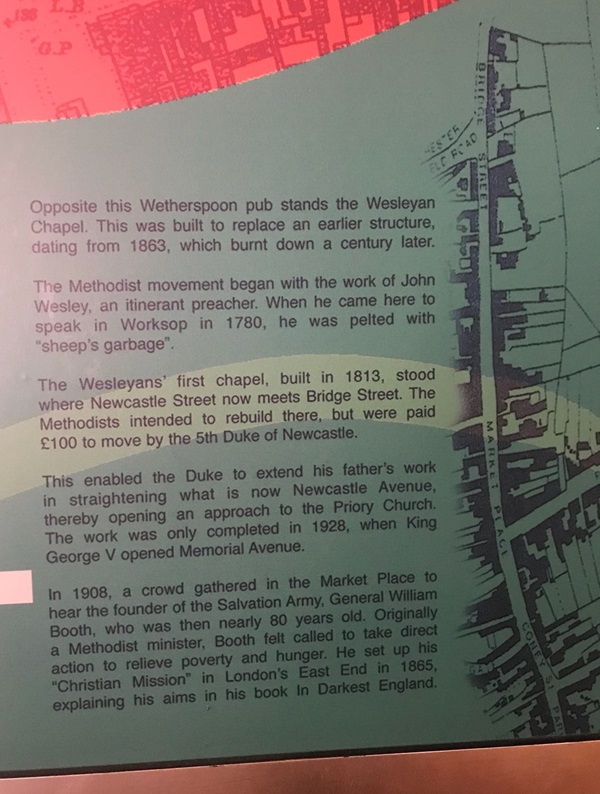 136
L.B
G.P
Opposite this Wetherspoon pub stands the Wesleyan
Chapel. This was built to replace an earlier structure,
dating from 1863, which burnt down a century later.
The Methodist movement began with the work of John
Wesley, an itinerant preacher. When he came here to
speak in Worksop in 1780, he was pelted with
“sheep’s garbage”.
The Wesleyans’ first chapel, built in 1813, stood
where Newcastle Street now meets Bridge Street. The
Methodists intended to rebuild there, but were paid
£100 to move by the 5th Duke of Newcastle.
This enabled the Duke to extend his father’s work
in straightening what is now Newcastle Avenue,
thereby opening an approach to the Priory Church.
The work was only completed in 1928, when King
George V opened Memorial Avenue.
In 1908, a crowd gathered in the Market Place to
hear the founder of the Salvation Army, General William
Booth, who was then nearly 80 years old. Originally
a Methodist minister, Booth felt called to take direct
action to relieve poverty and hunger. He set up his
“Christian Mission” in London’s East End in 1865,
explaining his aims in his book In Darkest England.
BRIDGE STREET
ESTER
ROAD
MARKET PLACE